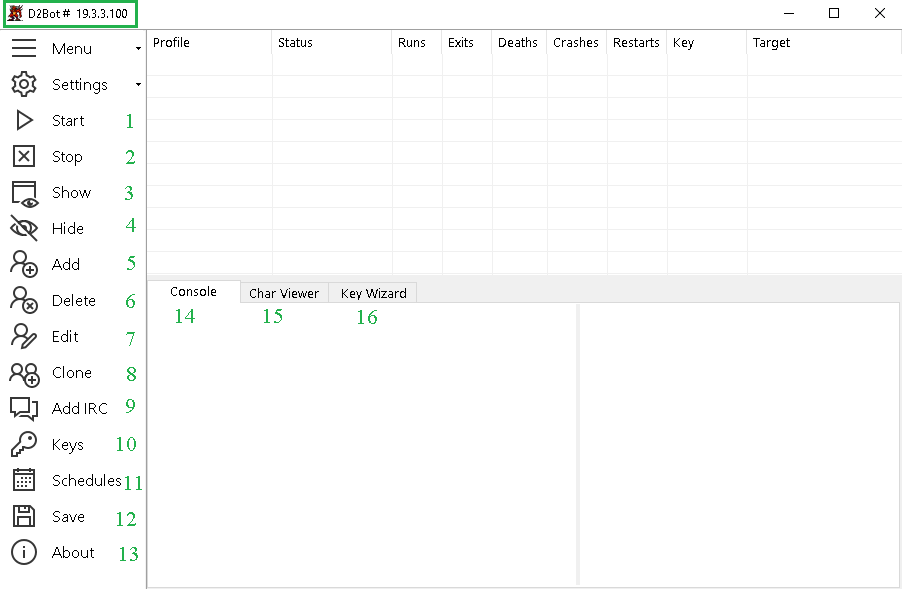 D2Bot # 19.3.3.100
Menu
Settings
Start 1
Stop 2
Show 3
Hide 4
Add 5
Delete 6
Edit 7
Clone 8
Add IRC 9
Keys 10
Schedules 11
Save 12
About 13
Profile Status Runs Exits Deaths Crashes Restarts Key Target
Console Char Viewer Key Wizard
14 15 16